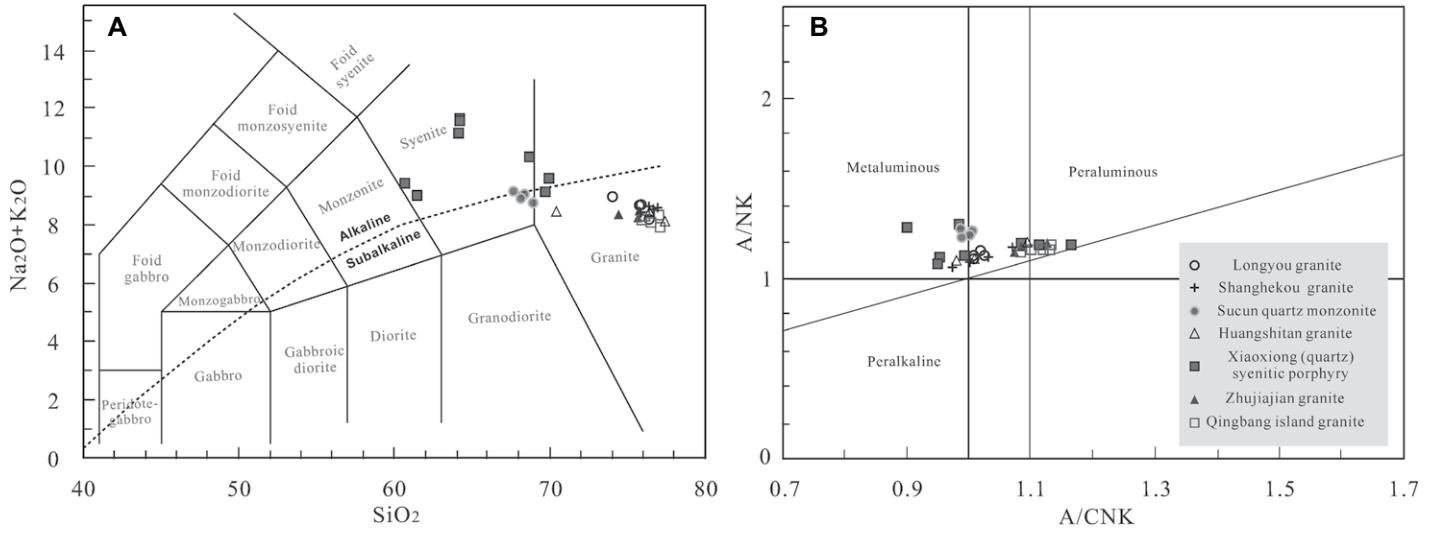 A
Na2O+K2O
14
12
10
8
6
4
2
0
40
50
60
70
80
SiO2
Foid
syenite
Foid
monzosyenite
Syenite
Foid
monzodiorite
Monzonite
Alkaline
Subalkaline
Monzodiorite
Foid
gabbro
Granite
Monzogabbro
Granodiorite
Diorite
Gabbroic
diorite
Gabbro
Peridote-
gabbro
B
A/NK
2
1
0
0.7
0.9
1.1
1.3
1.5
1.7
A/CNK
Metaluminous
Peraluminous
Peralkaline
Longyou granite
Shanghekou granite
Sucun quartz monzonite
Huangshitan granite
Xiaoxiong (quartz)
syenitic porphyry
Zhujiajian granite
Qingbang island granite